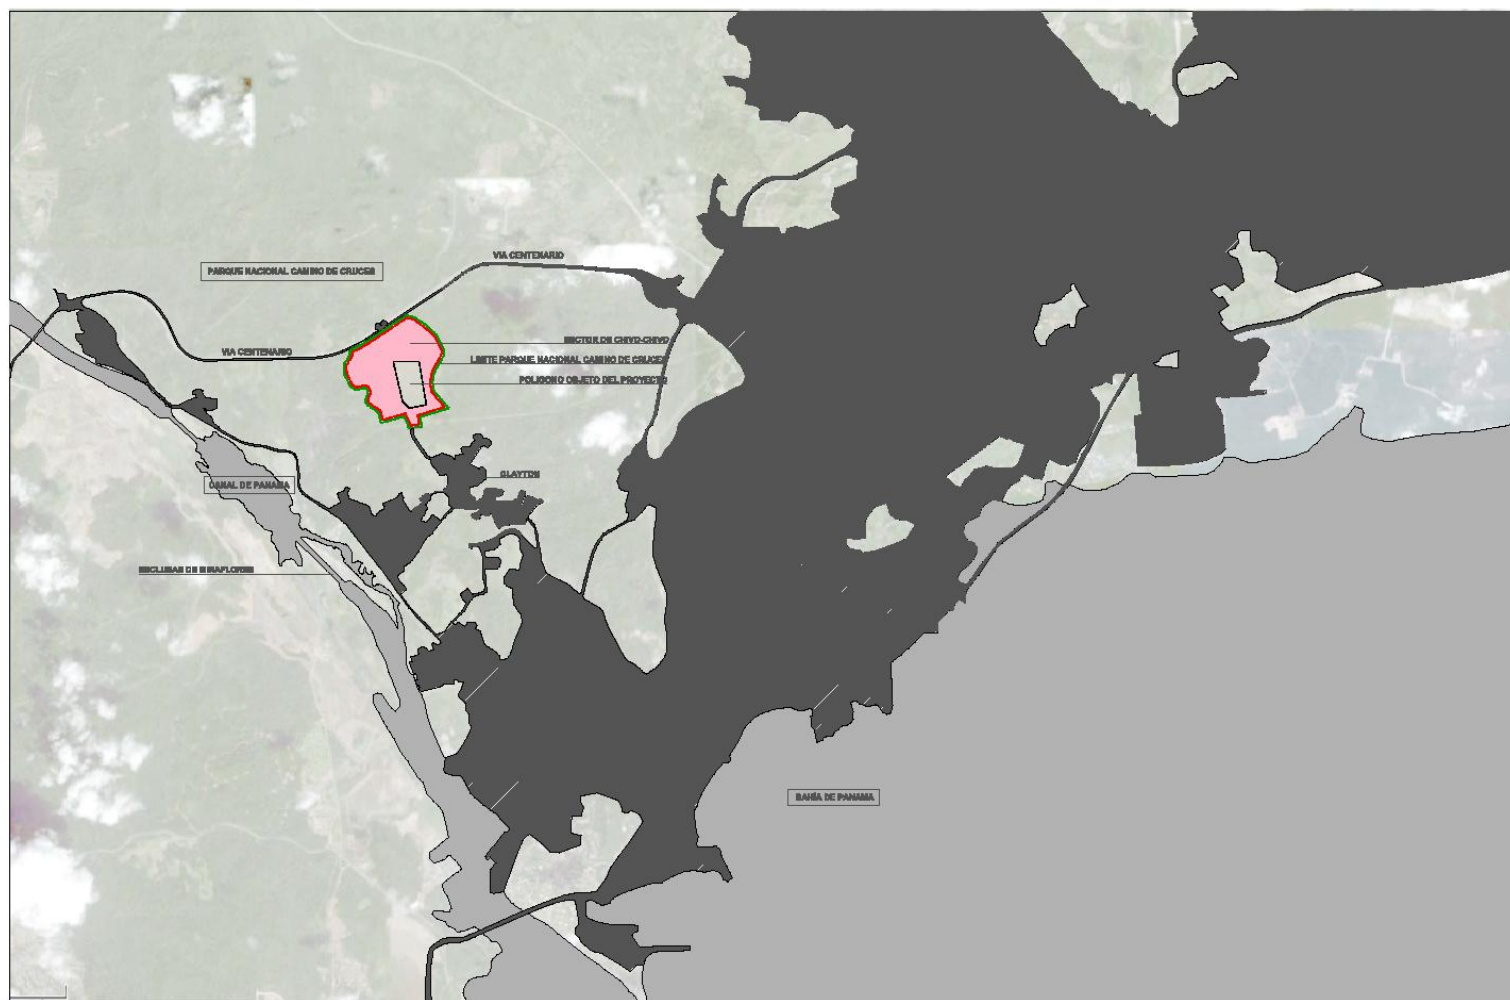 VIA CENTENARIO
PARQUE NACIONAL CAMINO DE CRUCES
SECTOR DE CHIVO-CHIVO
VIA CENTENARIO
LIMITE PARQUE NACIONAL CAMINO DE CRUCES
POLIGONO OBJETO DEL PROYECTO
CLAYTON
CANAL DE PANAMA
ESCLUSAS DE MIRAFLORES
BAHÍA DE PANAMA